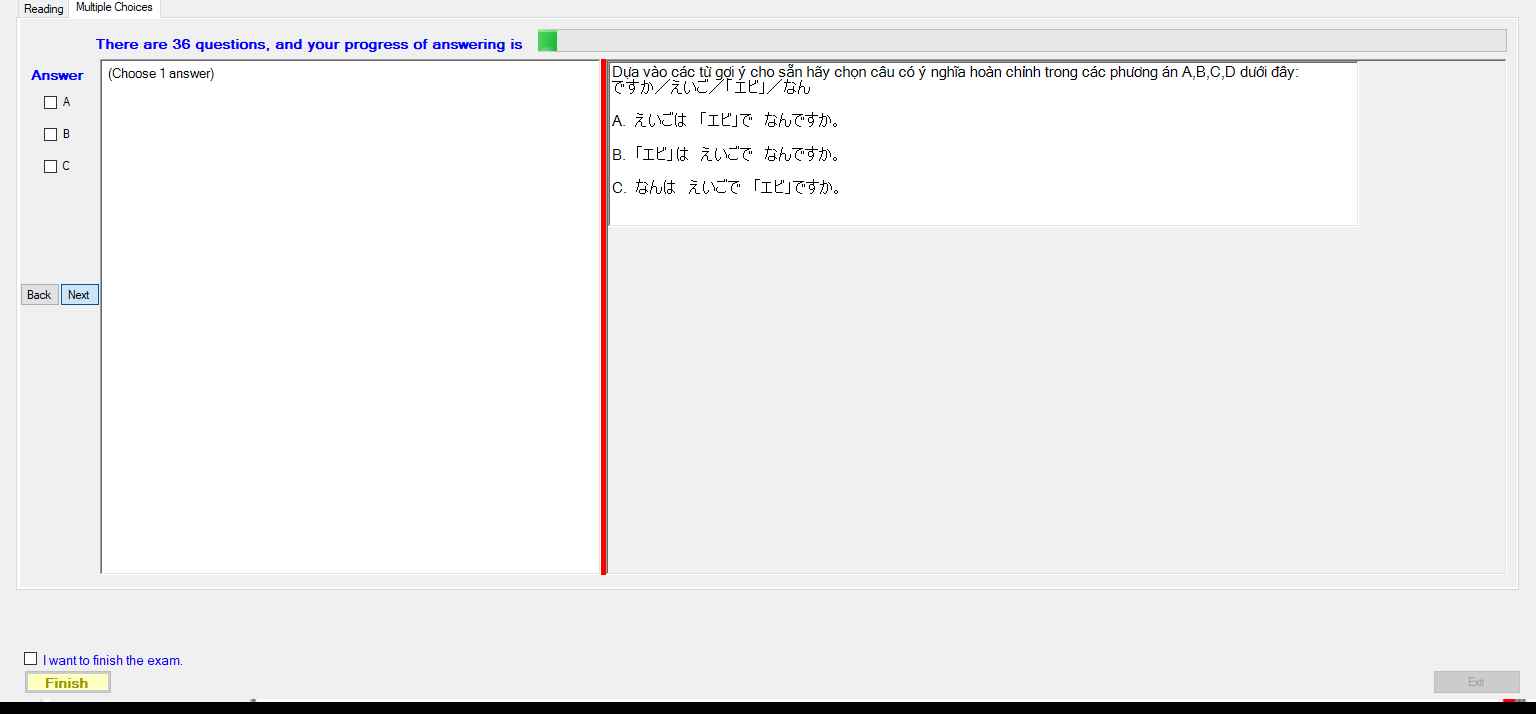 Reading
Multiple Choices
There are 36 questions, and your progress of answering is
Answer
A
B
C
Back
Next
(Choose 1 answer)
Dựa vào các từ gợi ý cho sẵn hãy chọn câu có ý nghĩa hoàn chỉnh trong các phương án A,B,C,D dưới đây:
ですか／えいご／「エビ」／なん
A. えいごは 「エビ」で なんですか。
B. 「エビ」は えいごで なんですか。
C. なんは えいごで 「エビ」ですか。
I want to finish the exam.
Finish
Exit